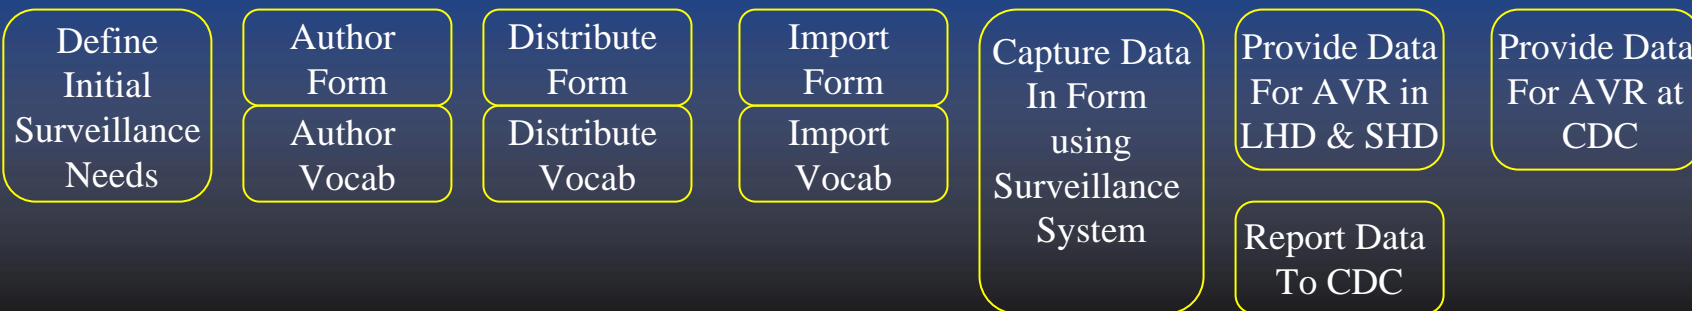 Define
Initial
Surveillance
Needs
Author
Form
Author
Vocab
Distribute
Form
Distribute
Vocab
Import
Form
Import
Vocab
Capture Data
In Form
using
Surveillance
System
Provide Data
For AVR in
LHD & SHD
Report Data
To CDC
Provide Data
For AVR at
CDC